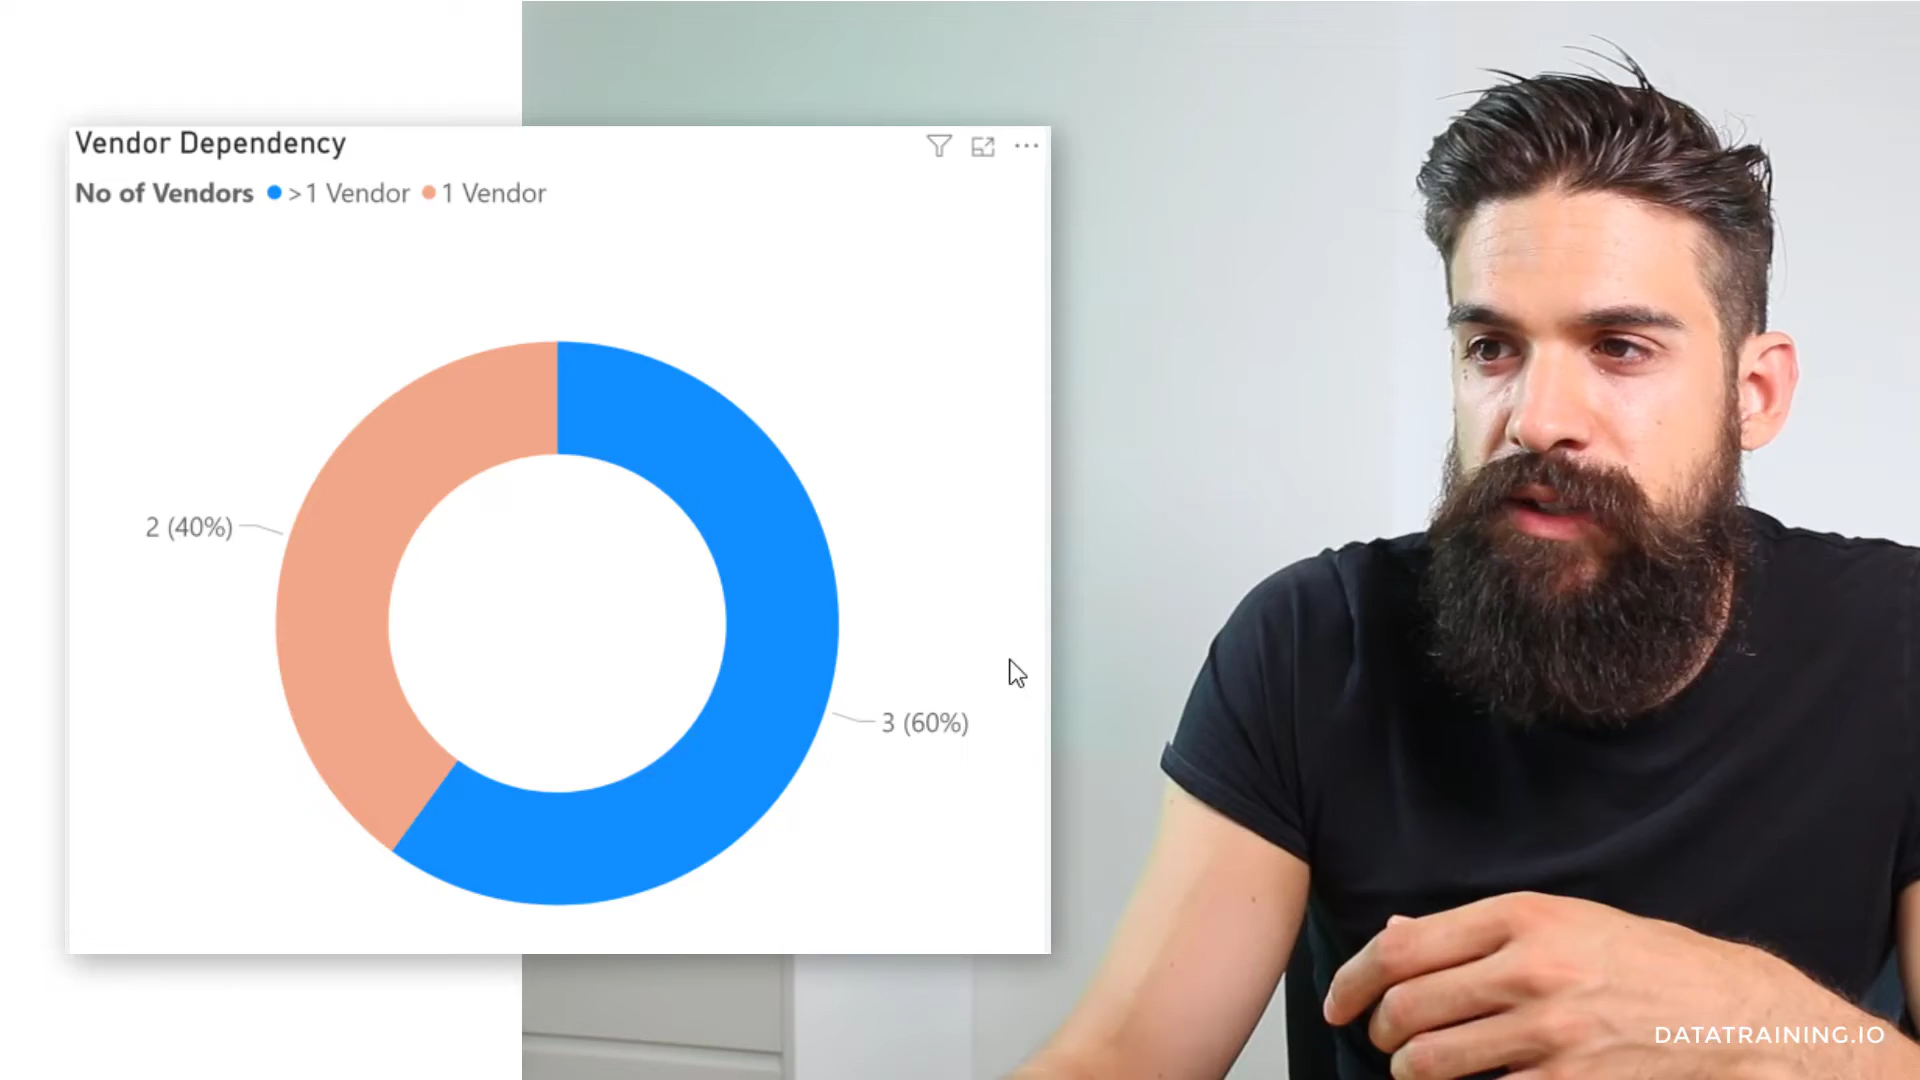 Vendor Dependency
No of Vendors >1 Vendor 1 Vendor
2 (40%)
3 (60%)
DATATRAINING.IO